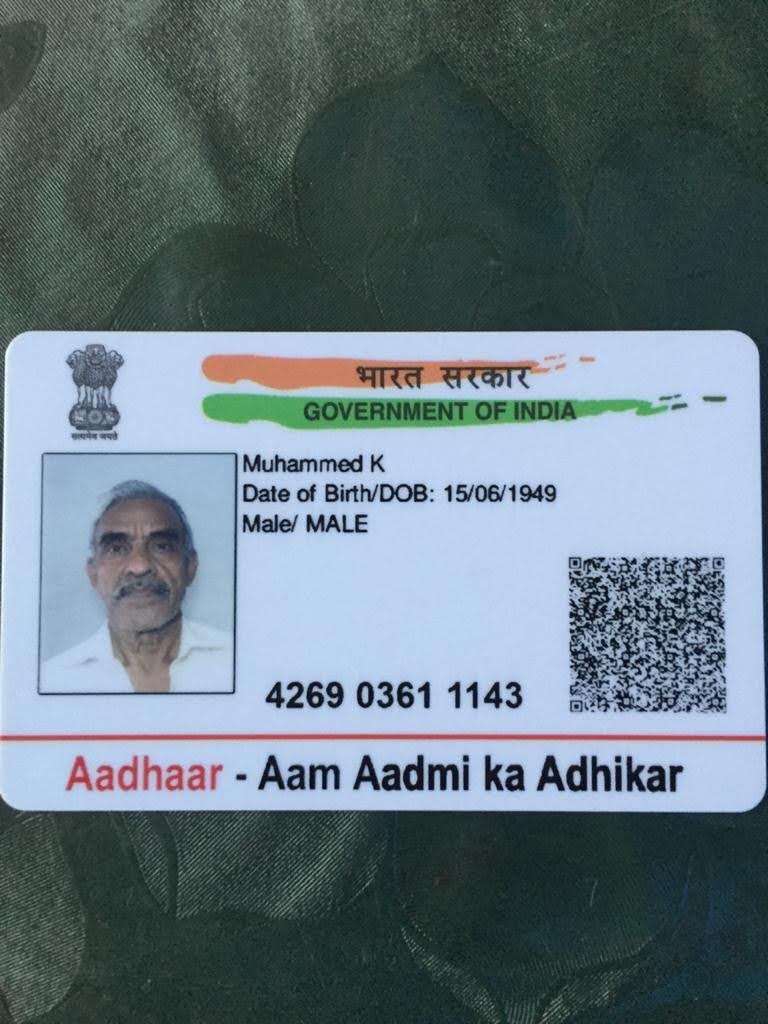 भारत सरकार
GOVERNMENT OF INDIA
सत्यमेव जयते
Muhammed K
Date of Birth/DOB: 15/06/1949
Male/ MALE
4269 0361 1143
Aadhaar - Aam Aadmi ka Adhikar